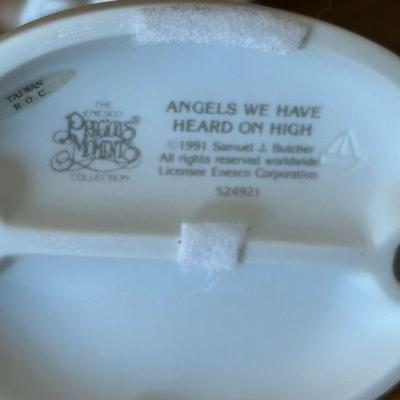 TAIWAN
R.O.C.
THE
ENESCO
PRECIOUS
MOMENTS
COLLECTION
ANGELS WE HAVE
HEARD ON HIGH
©1991 Samuel J. Butcher
All rights reserved worldwide
Licensee Enesco Corporation
524921